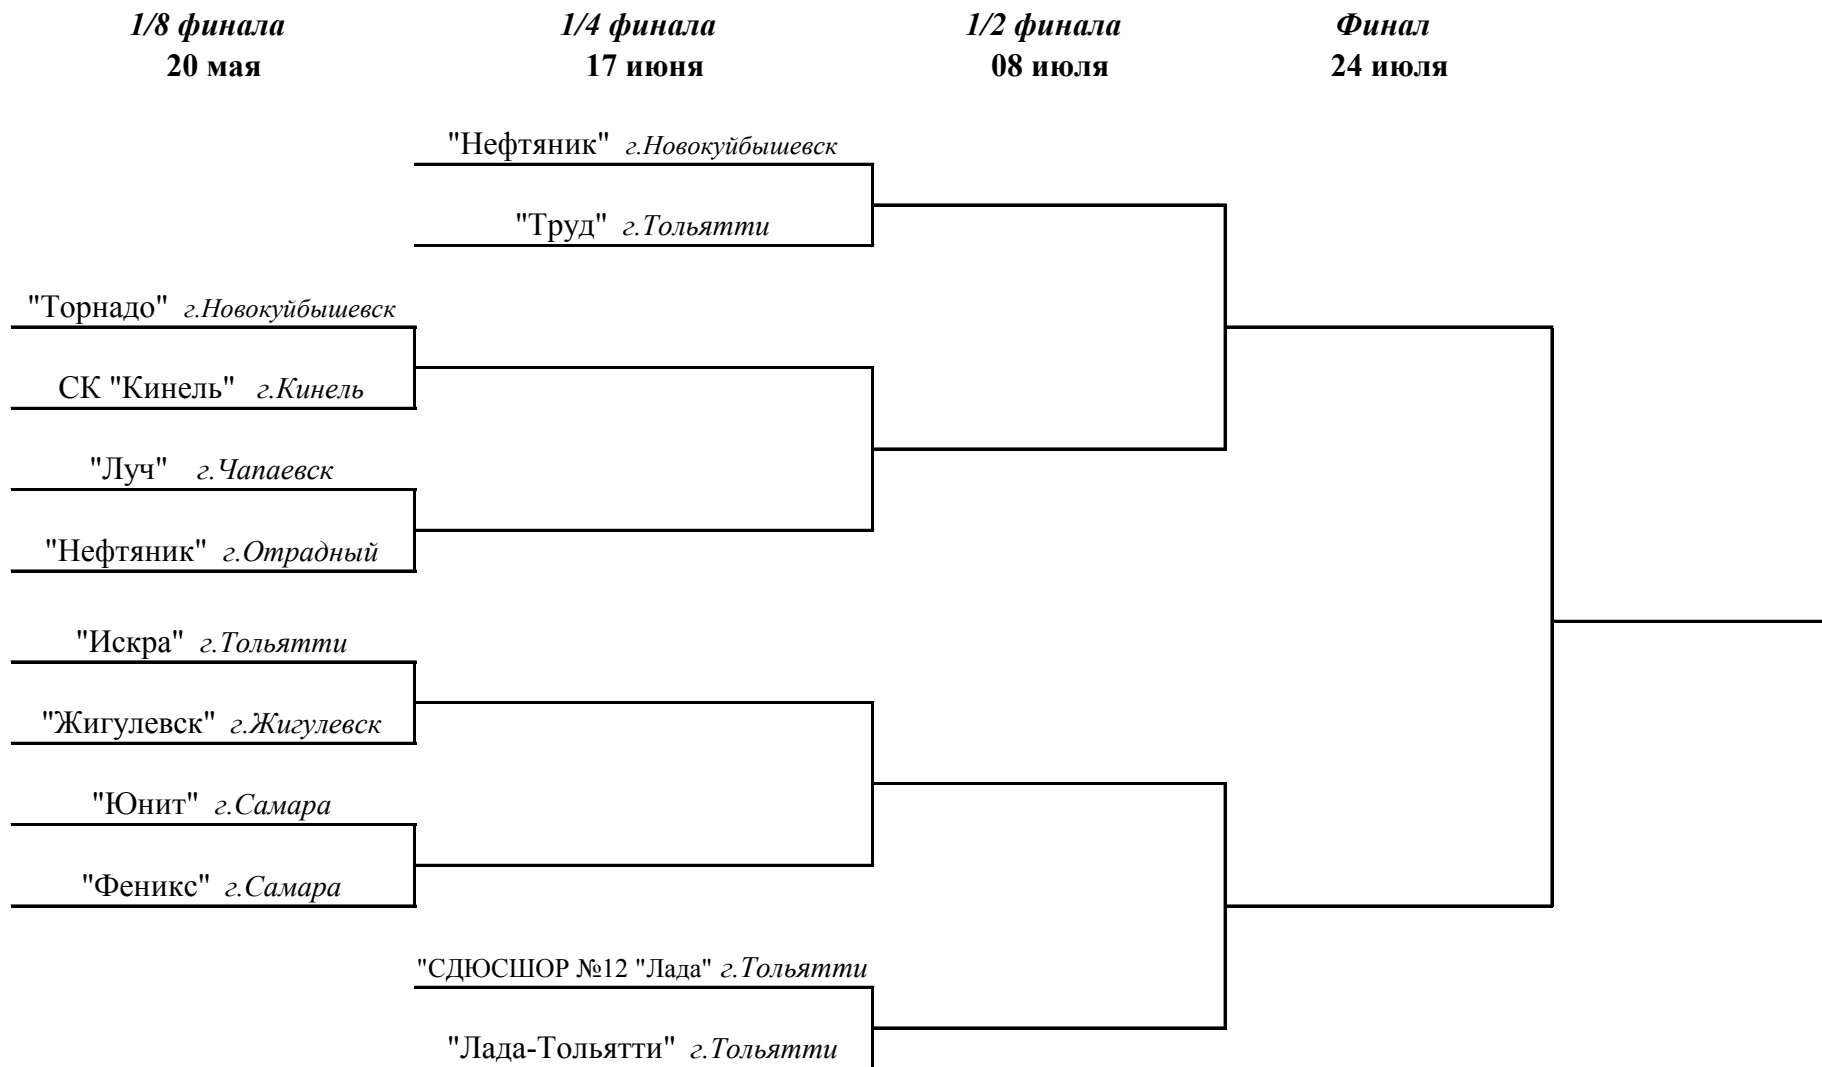 1/8 финала 1/4 финала 1/2 финала Финал
20 мая 17 июня 08 июля 24 июля
"Нефтяник" г.Новокуйбышевск
"Труд" г.Тольятти
"Торнадо" г.Новокуйбышевск
СК "Кинель" г.Кинель
"Луч" г.Чапаевск
"Нефтяник" г.Отрадный
"Искра" г.Тольятти
"Жигулевск" г.Жигулевск
"Юнит" г.Самара
"Феникс" г.Самара
"СДЮСШОР №12 "Лада" г.Тольятти
"Лада-Тольятти" г.Тольятти